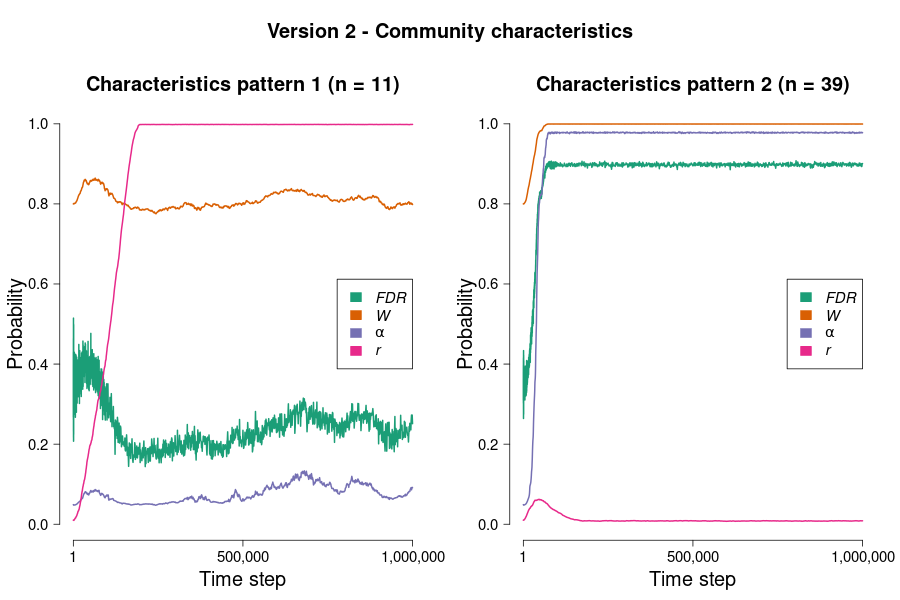 Version 2 - Community characteristics
Characteristics pattern 1 (n = 11)
Probability
1.0
0.8
0.6
0.4
0.2
0.0
FDR
W
α
r
1
500,000
1,000,000
Time step
Characteristics pattern 2 (n = 39)
Probability
1.0
0.8
0.6
0.4
0.2
0.0
FDR
W
α
r
1
500,000
1,000,000
Time step